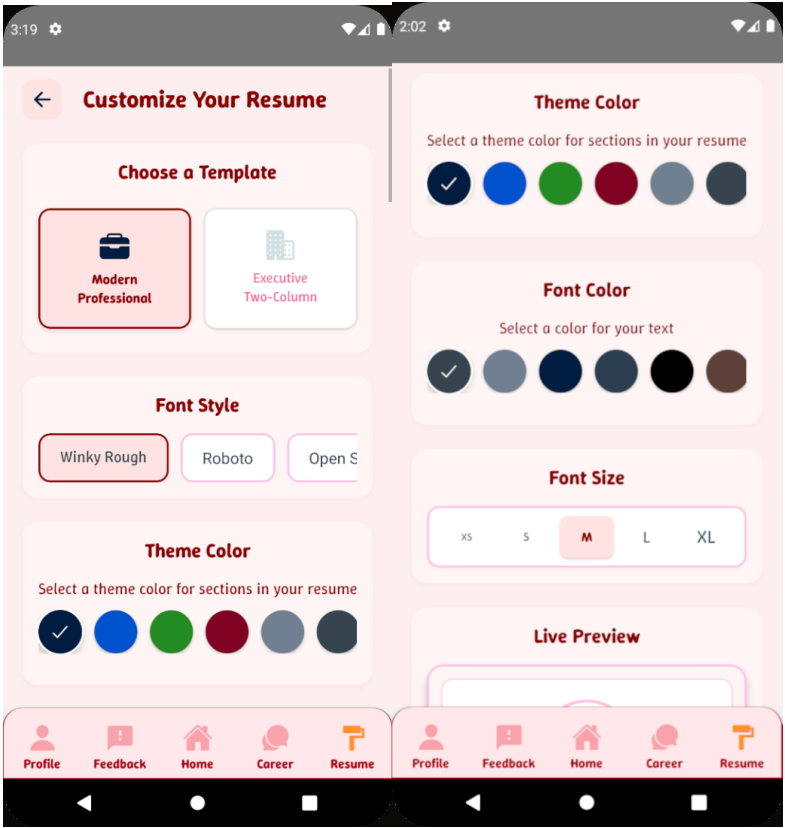 3:19
Customize Your Resume
Choose a Template
Modern
Professional
Executive
Two-Column
Font Style
Winky Rough
Roboto
Open S
Theme Color
Select a theme color for sections in your resume
Profile
Feedback
Home
Career
Resume
2:02
Theme Color
Select a theme color for sections in your resume
Font Color
Select a color for your text
Font Size
XS
S
M
L
XL
Live Preview
Profile
Feedback
Home
Career
Resume